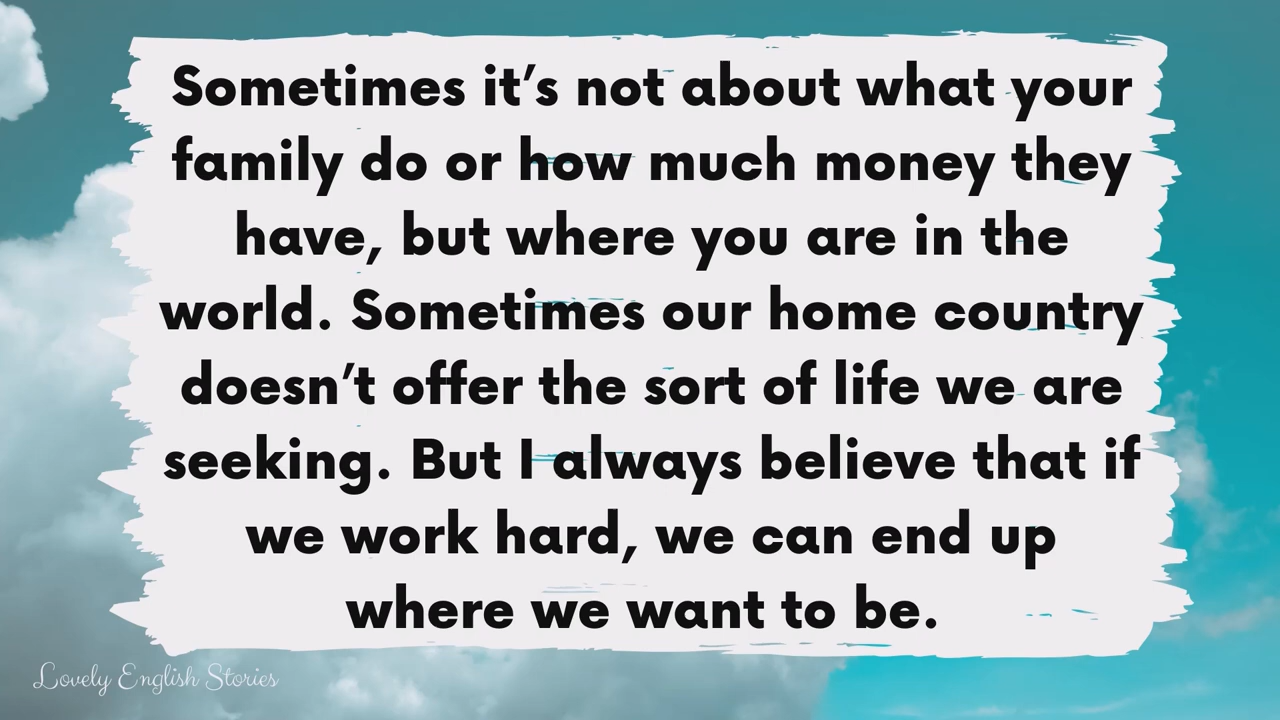 Sometimes it’s not about what your
family do or how much money they
have, but where you are in the
world. Sometimes our home country
doesn’t offer the sort of life we are
seeking. But I always believe that if
we work hard, we can end up
where we want to be.
Lovely English Stories